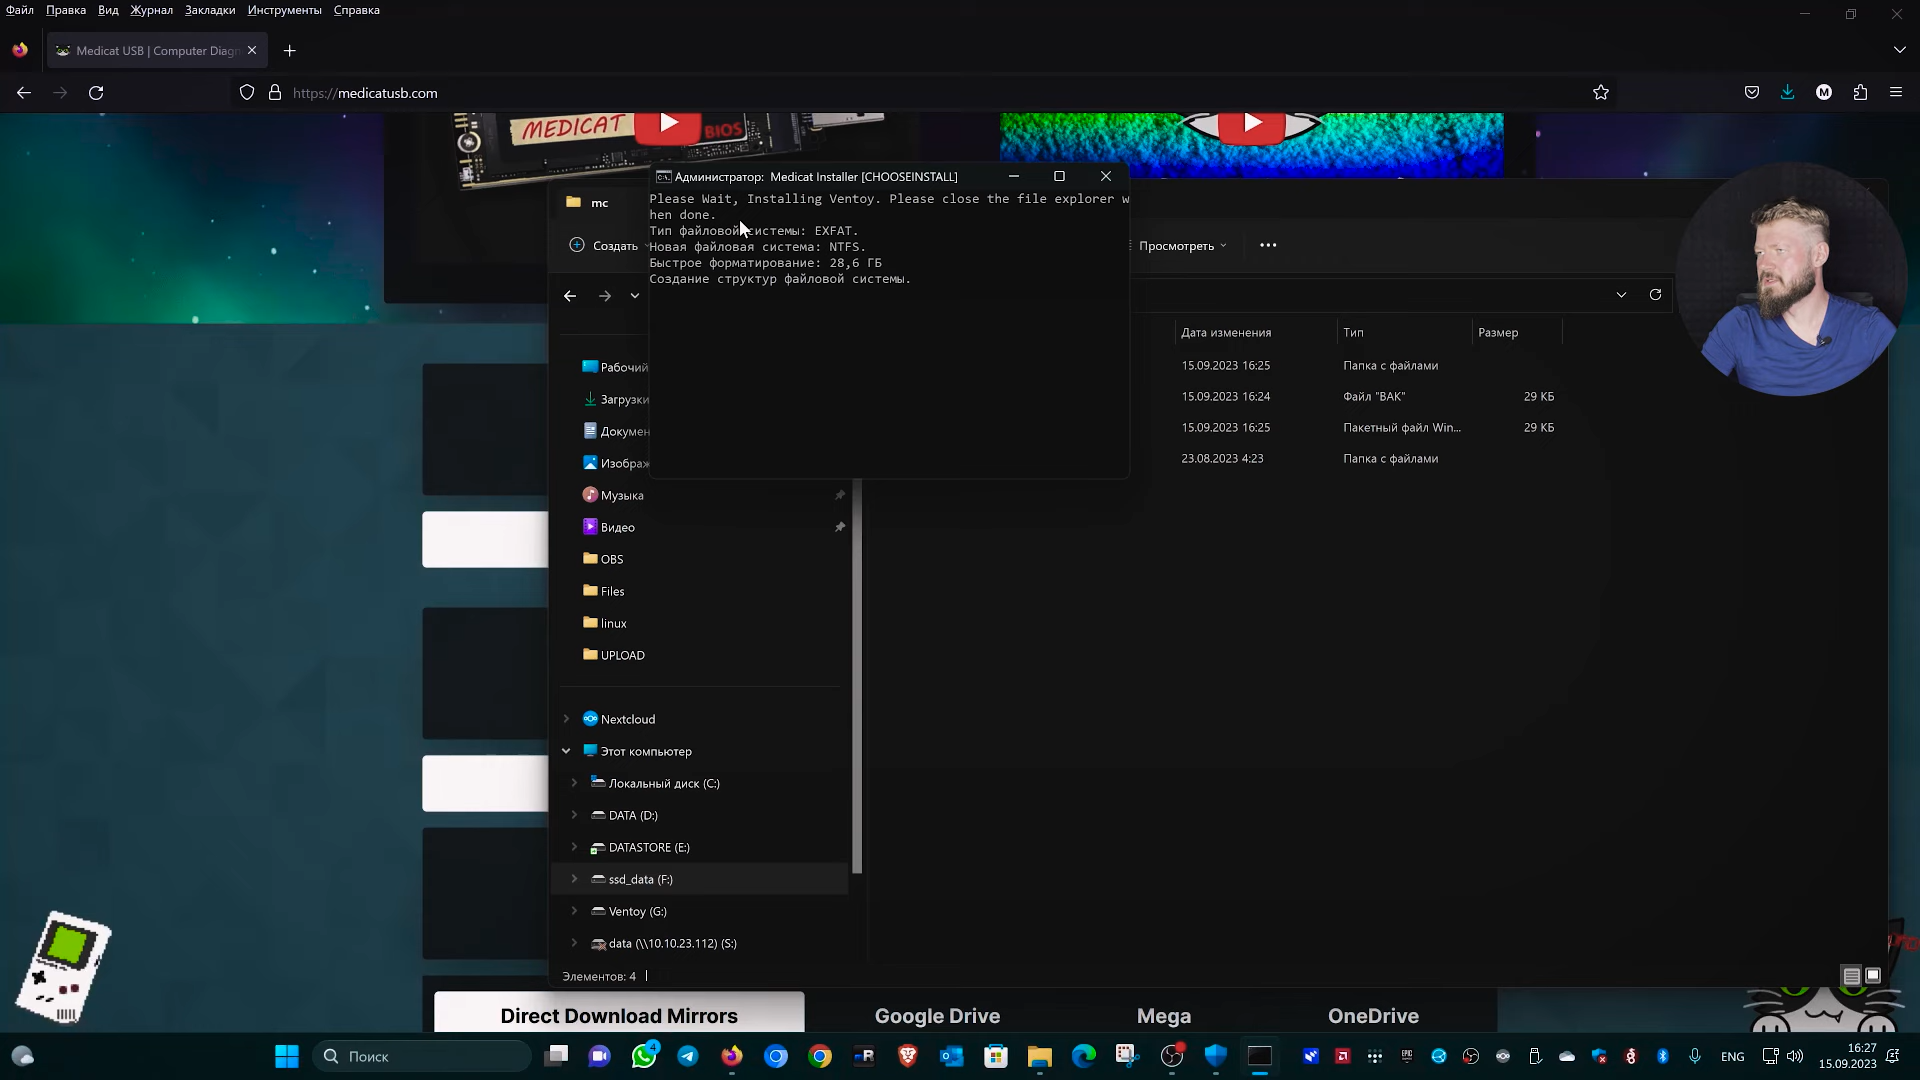 Файл Правка Вид Журнал Закладки Инструменты Справка
Medicat USB | Computer Diagn
https://medicatusb.com
MEDICAT BIOS
Администратор: Medicat Installer [CHOOSEINSTALL]
Please Wait, Installing Ventoy. Please close the file explorer w
hen done.
Тип файловой системы: EXFAT.
Новая файловая система: NTFS.
Быстрое форматирование: 28,6 ГБ
Создание структур файловой системы.
mc
Создать
Просмотреть
Дата изменения Тип Размер
15.09.2023 16:25 Папка с файлами
15.09.2023 16:24 Файл "BAK" 29 КБ
15.09.2023 16:25 Пакетный файл Win... 29 КБ
23.08.2023 4:23 Папка с файлами
Рабочий
Загрузки
Докумен
Изображ
Музыка
Видео
OBS
Files
linux
UPLOAD
Nextcloud
Этот компьютер
Локальный диск (C:)
DATA (D:)
DATASTORE (E:)
ssd_data (F:)
Ventoy (G:)
data (\\10.10.23.112) (S:)
Элементов: 4
Direct Download Mirrors Google Drive Mega OneDrive
Поиск
4
ENG
16:27
15.09.2023